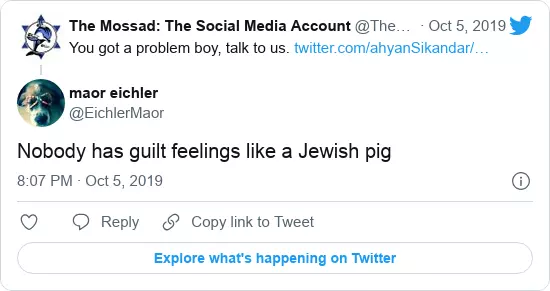 The Mossad: The Social Media Account @The... · Oct 5, 2019
You got a problem boy, talk to us. twitter.com/ahyanSikandar/...
maor eichler
@EichlerMaor
Nobody has guilt feelings like a Jewish pig
8:07 PM · Oct 5, 2019
Reply Copy link to Tweet
Explore what's happening on Twitter